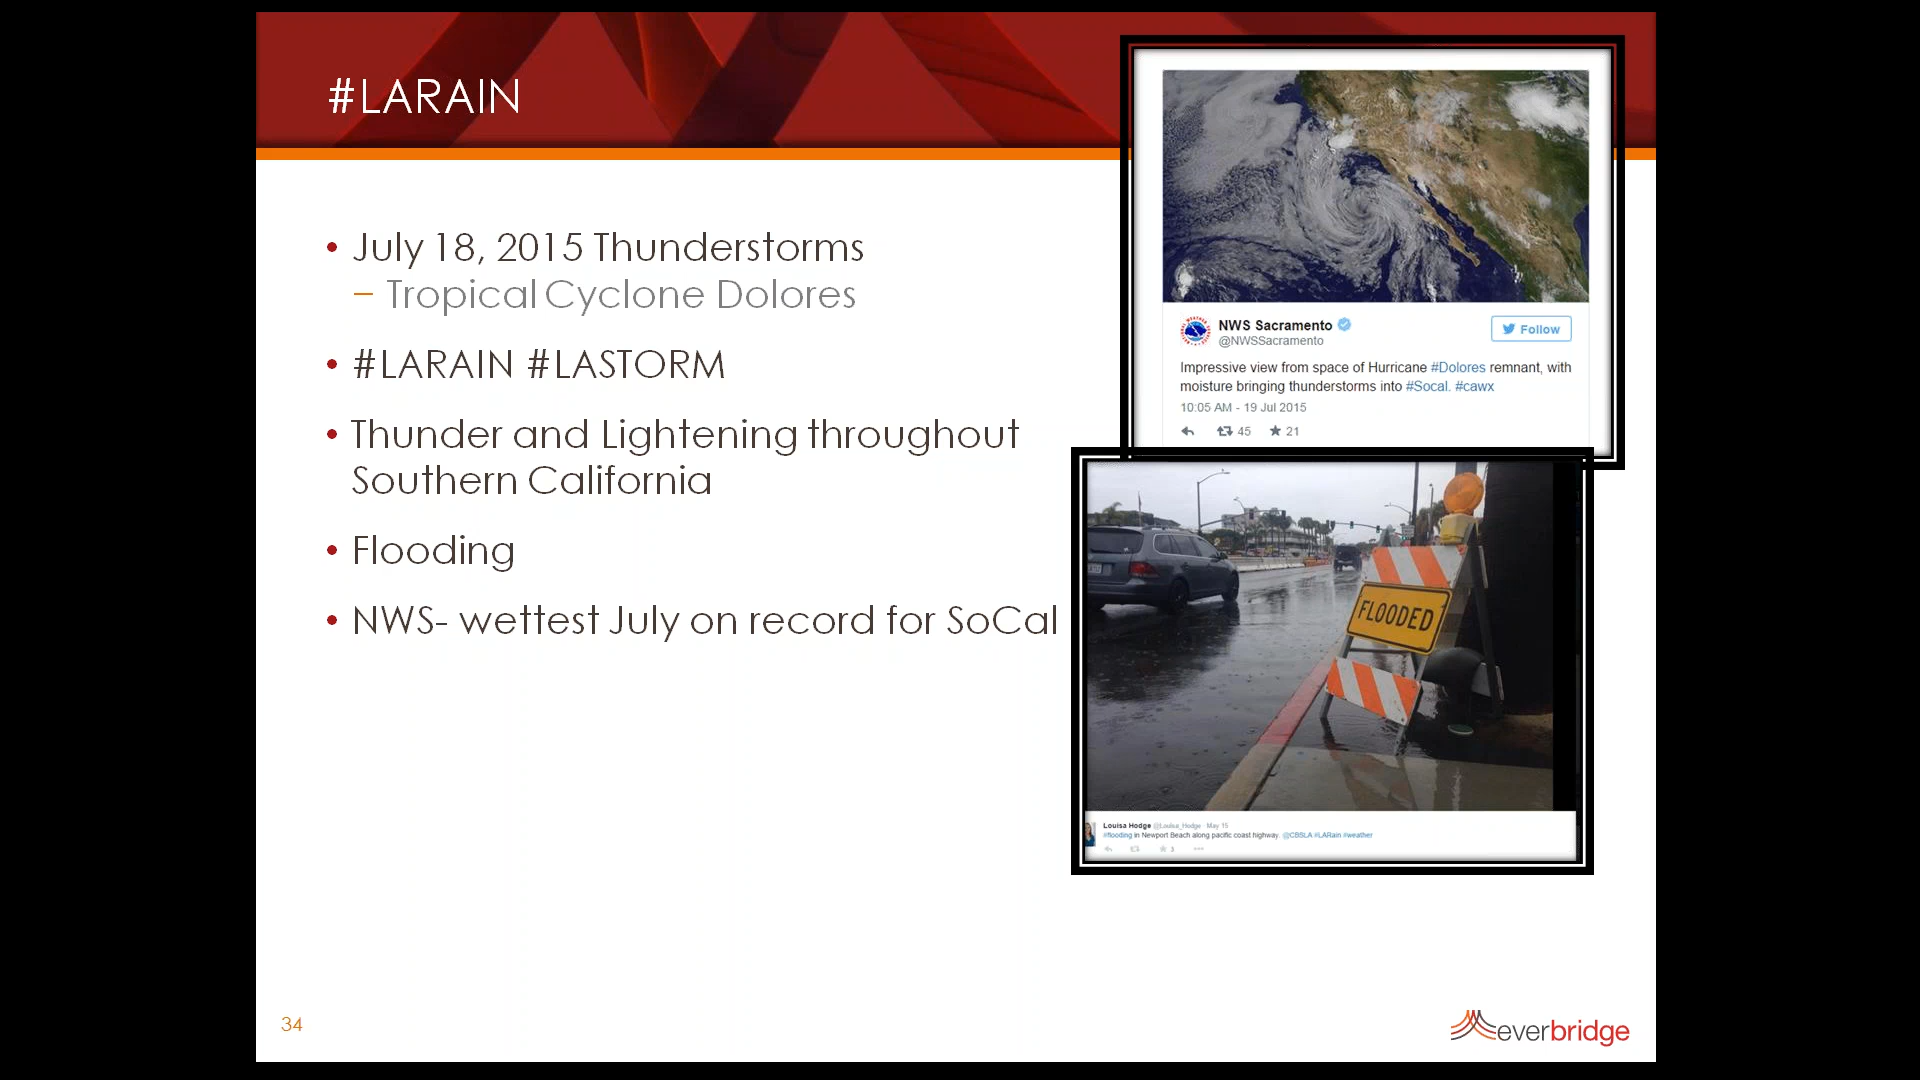 #LARAIN
• July 18, 2015 Thunderstorms
– Tropical Cyclone Dolores
• #LARAIN #LASTORM
• Thunder and Lightening throughout
Southern California
• Flooding
• NWS- wettest July on record for SoCal
NWS Sacramento
@NWSSacramento
Follow
Impressive view from space of Hurricane #Dolores remnant, with
moisture bringing thunderstorms into #Socal. #cawx
10:05 AM - 19 Jul 2015
45 21
FLOODED
Louisa Hodge @Louisa_Hodge · May 15
#flooding in Newport Beach along pacific coast highway. @CBSLA #LARain #weather
3
34
everbridge